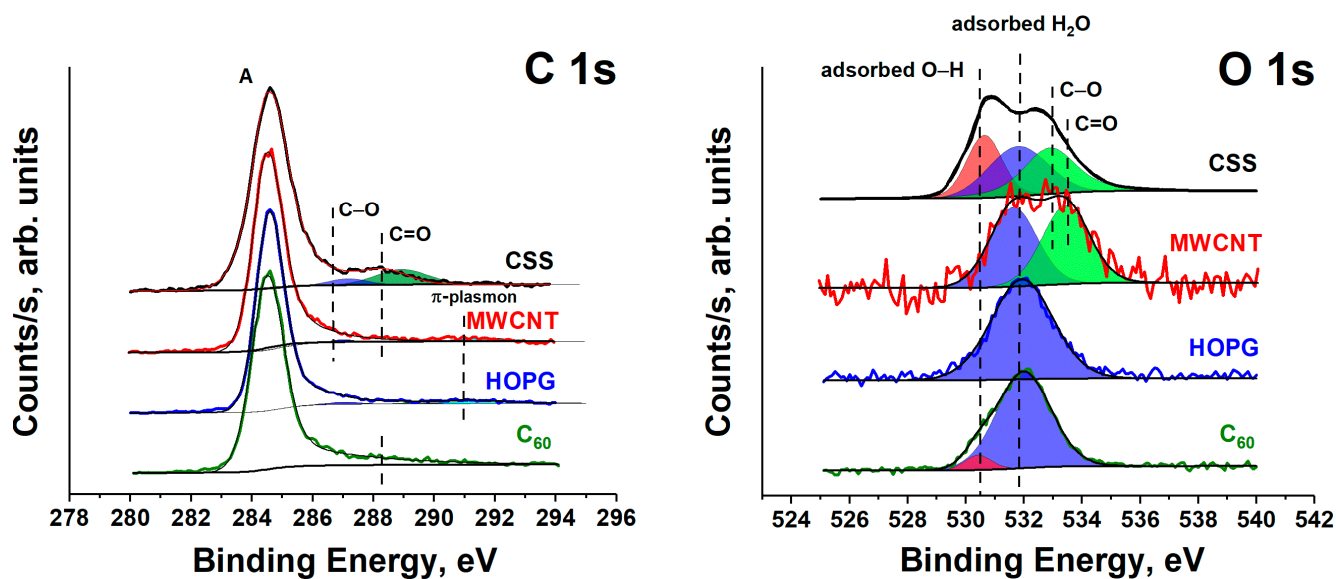 A
C 1s
C–O
C=O
CSS
π-plasmon
MWCNT
HOPG
C₆₀
Counts/s, arb. units
278 280 282 284 286 288 290 292 294 296
Binding Energy, eV
adsorbed H₂O
adsorbed O–H
O 1s
C–O
C=O
CSS
MWCNT
HOPG
C₆₀
Counts/s, arb. units
524 526 528 530 532 534 536 538 540 542
Binding Energy, eV